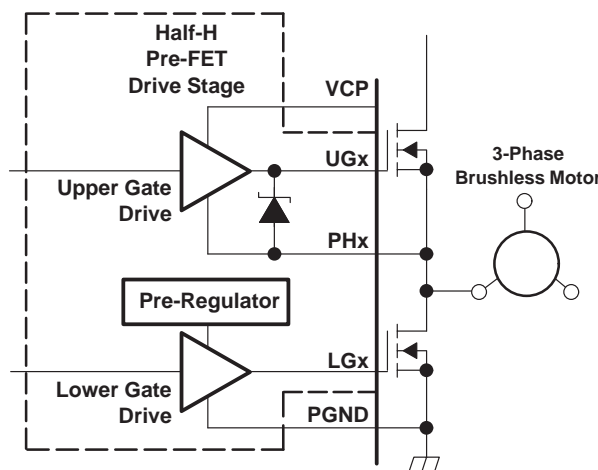 Half-H
Pre-FET
Drive Stage
VCP
UGx
3-Phase
Brushless Motor
Upper Gate
Drive
PHx
Pre-Regulator
LGx
Lower Gate
Drive
PGND